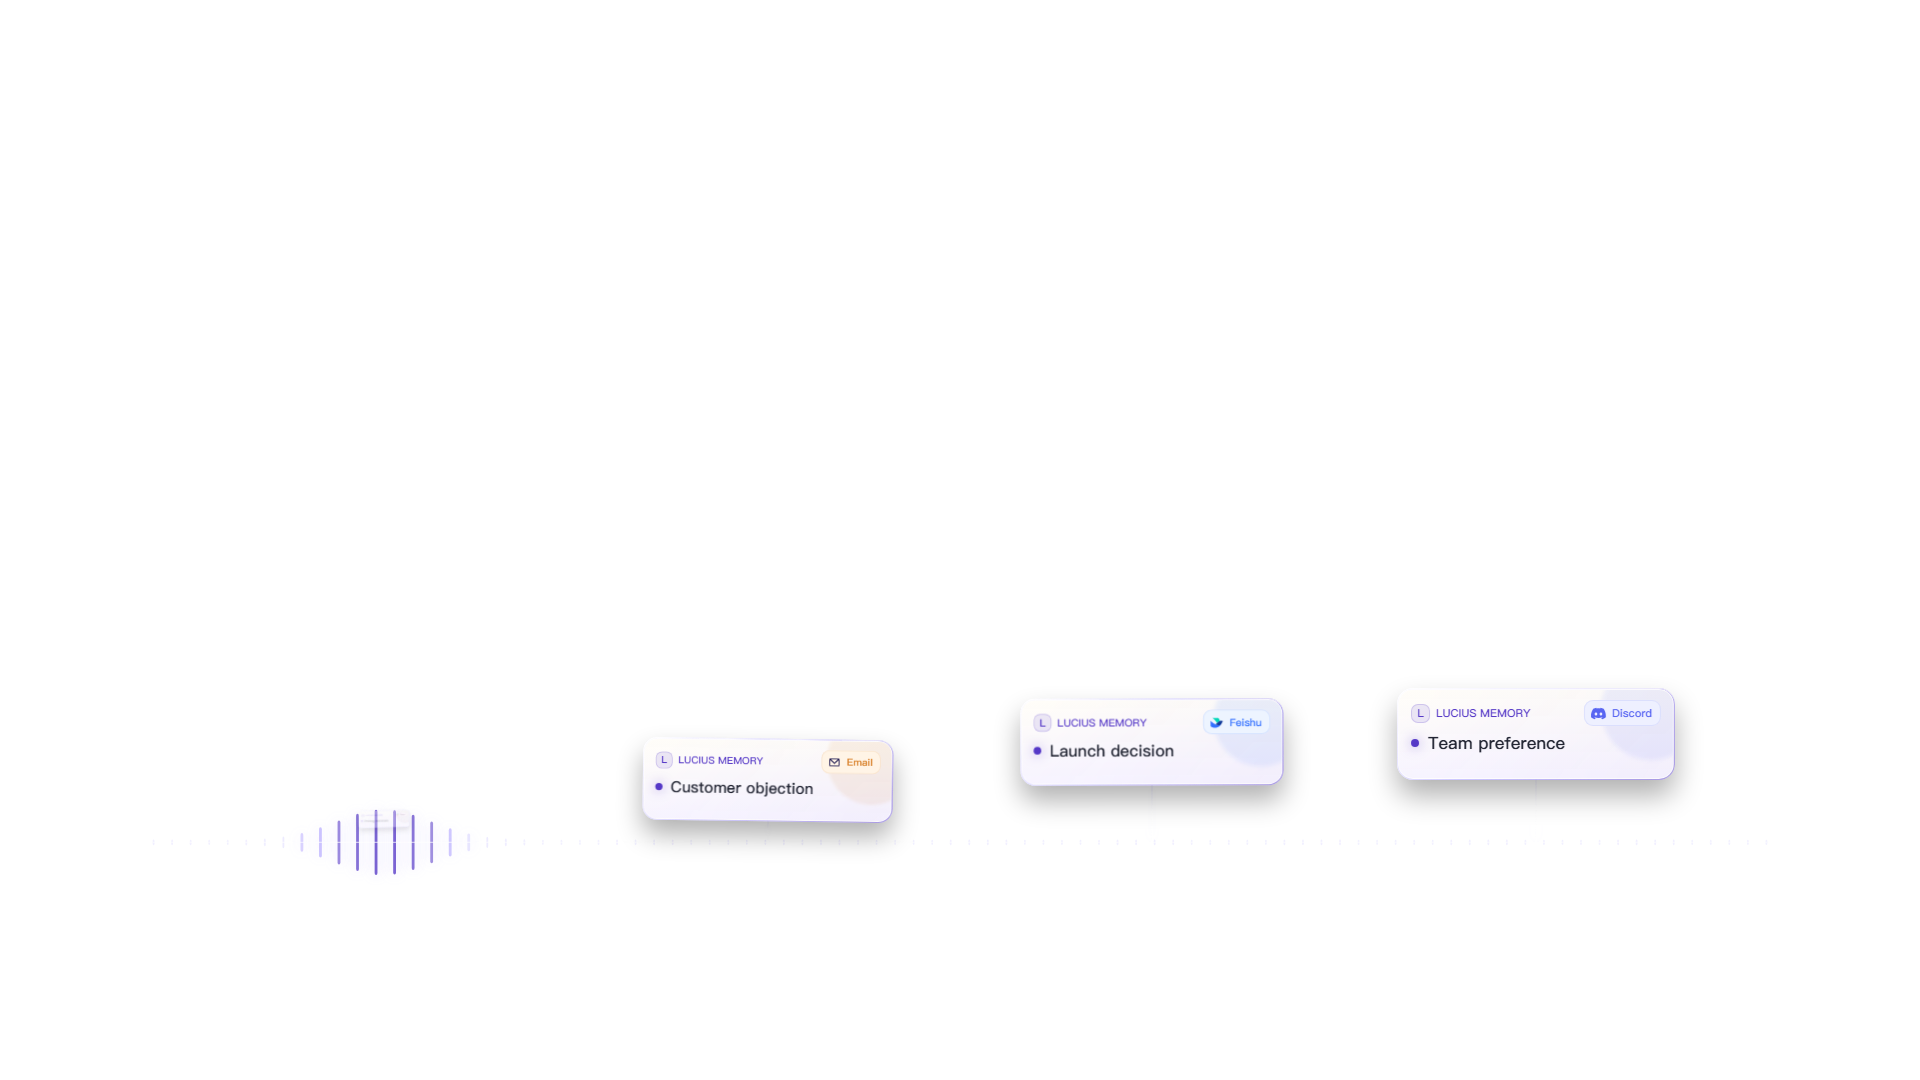 L LUCIUS MEMORY Email
Customer objection
L LUCIUS MEMORY Feishu
Launch decision
L LUCIUS MEMORY Discord
Team preference